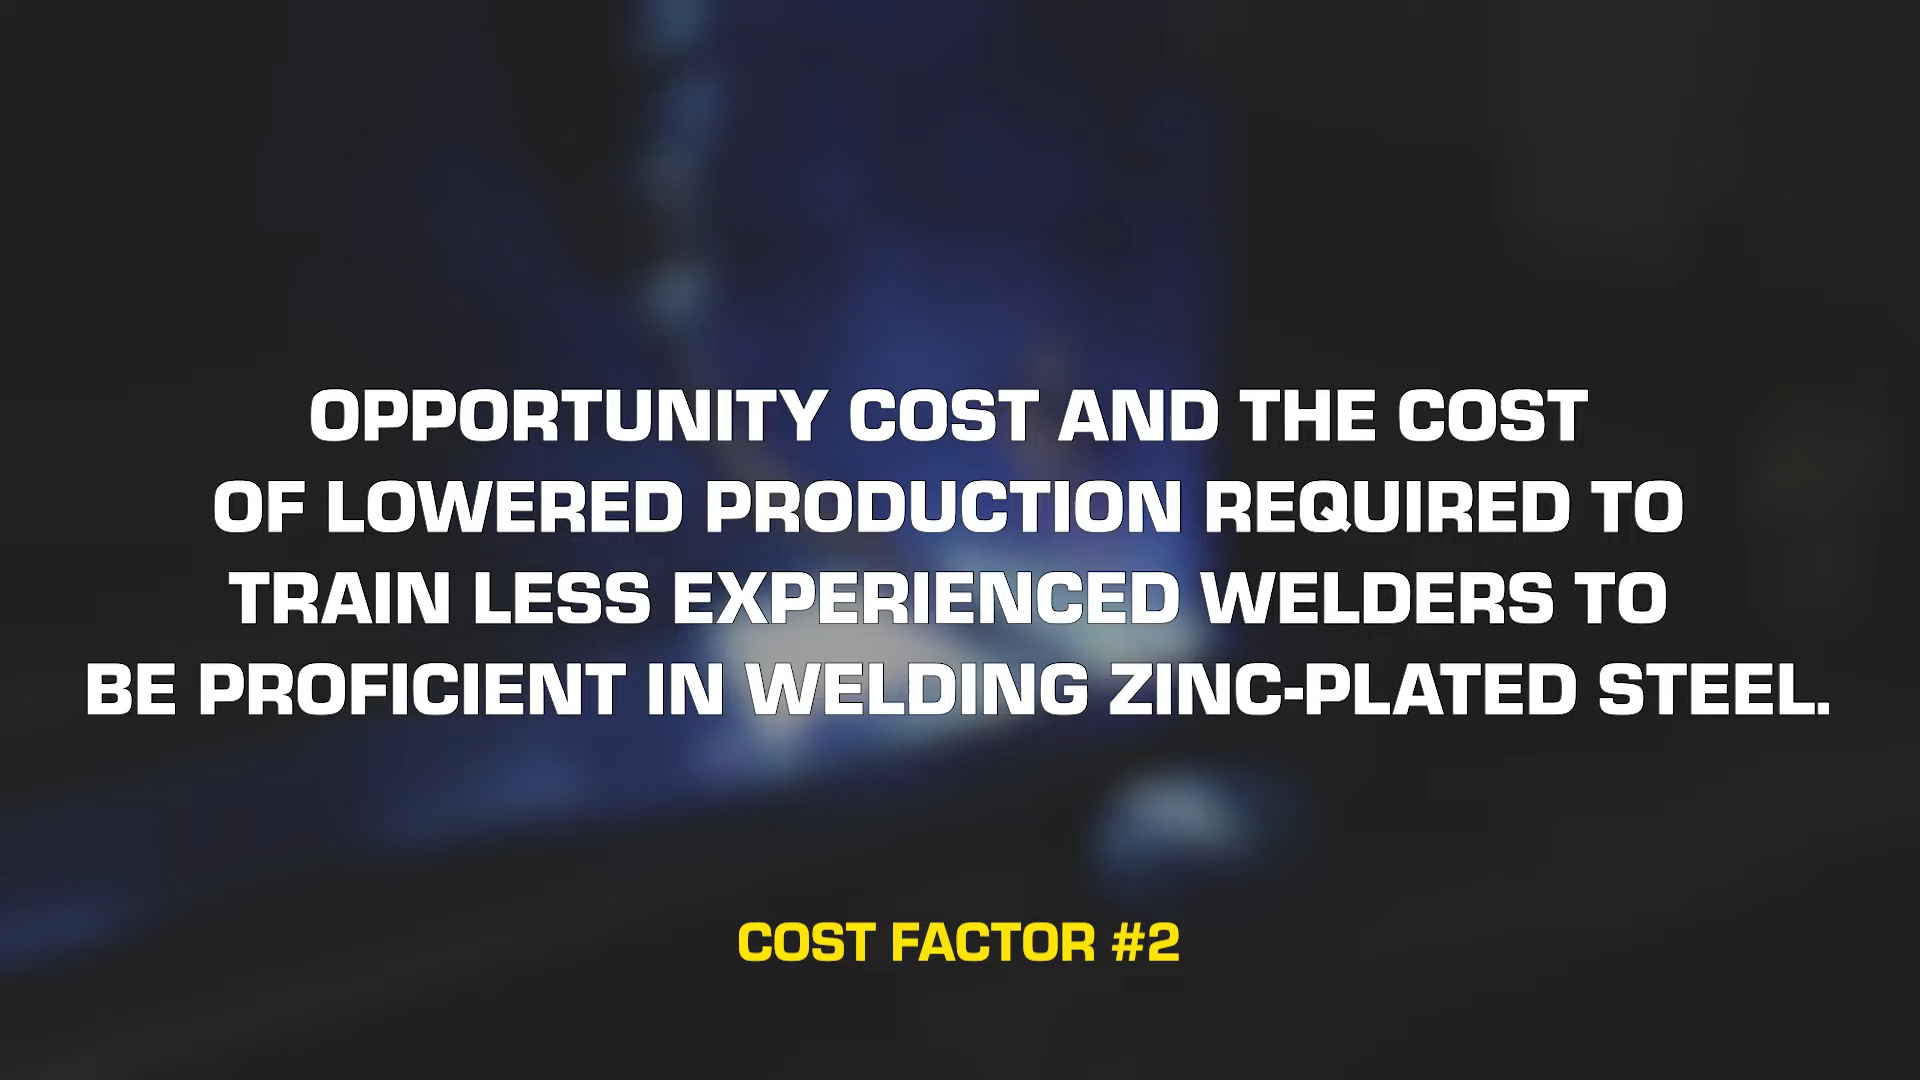 OPPORTUNITY COST AND THE COST
OF LOWERED PRODUCTION REQUIRED TO
TRAIN LESS EXPERIENCED WELDERS TO
BE PROFICIENT IN WELDING ZINC-PLATED STEEL.
COST FACTOR #2